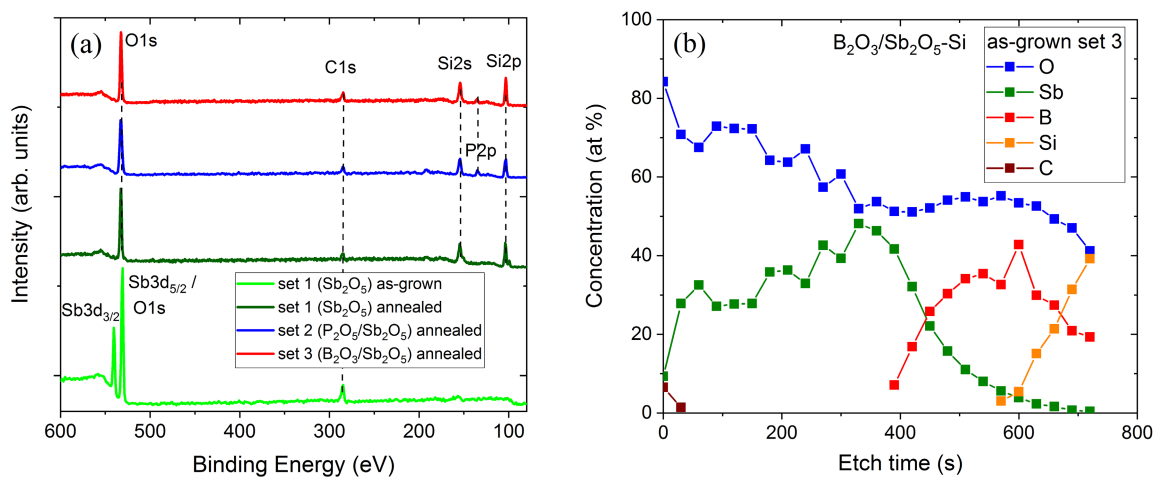 (a)
O1s
C1s
Si2s
Si2p
P2p
Sb3d5/2 /
O1s
Sb3d3/2
set 1 (Sb2O5) as-grown
set 1 (Sb2O5) annealed
set 2 (P2O5/Sb2O5) annealed
set 3 (B2O3/Sb2O5) annealed
Intensity (arb. units)
600 500 400 300 200 100
Binding Energy (eV)
(b)
B2O3/Sb2O5-Si
as-grown set 3
O
Sb
B
Si
C
Concentration (at %)
100
80
60
40
20
0
0 200 400 600 800
Etch time (s)